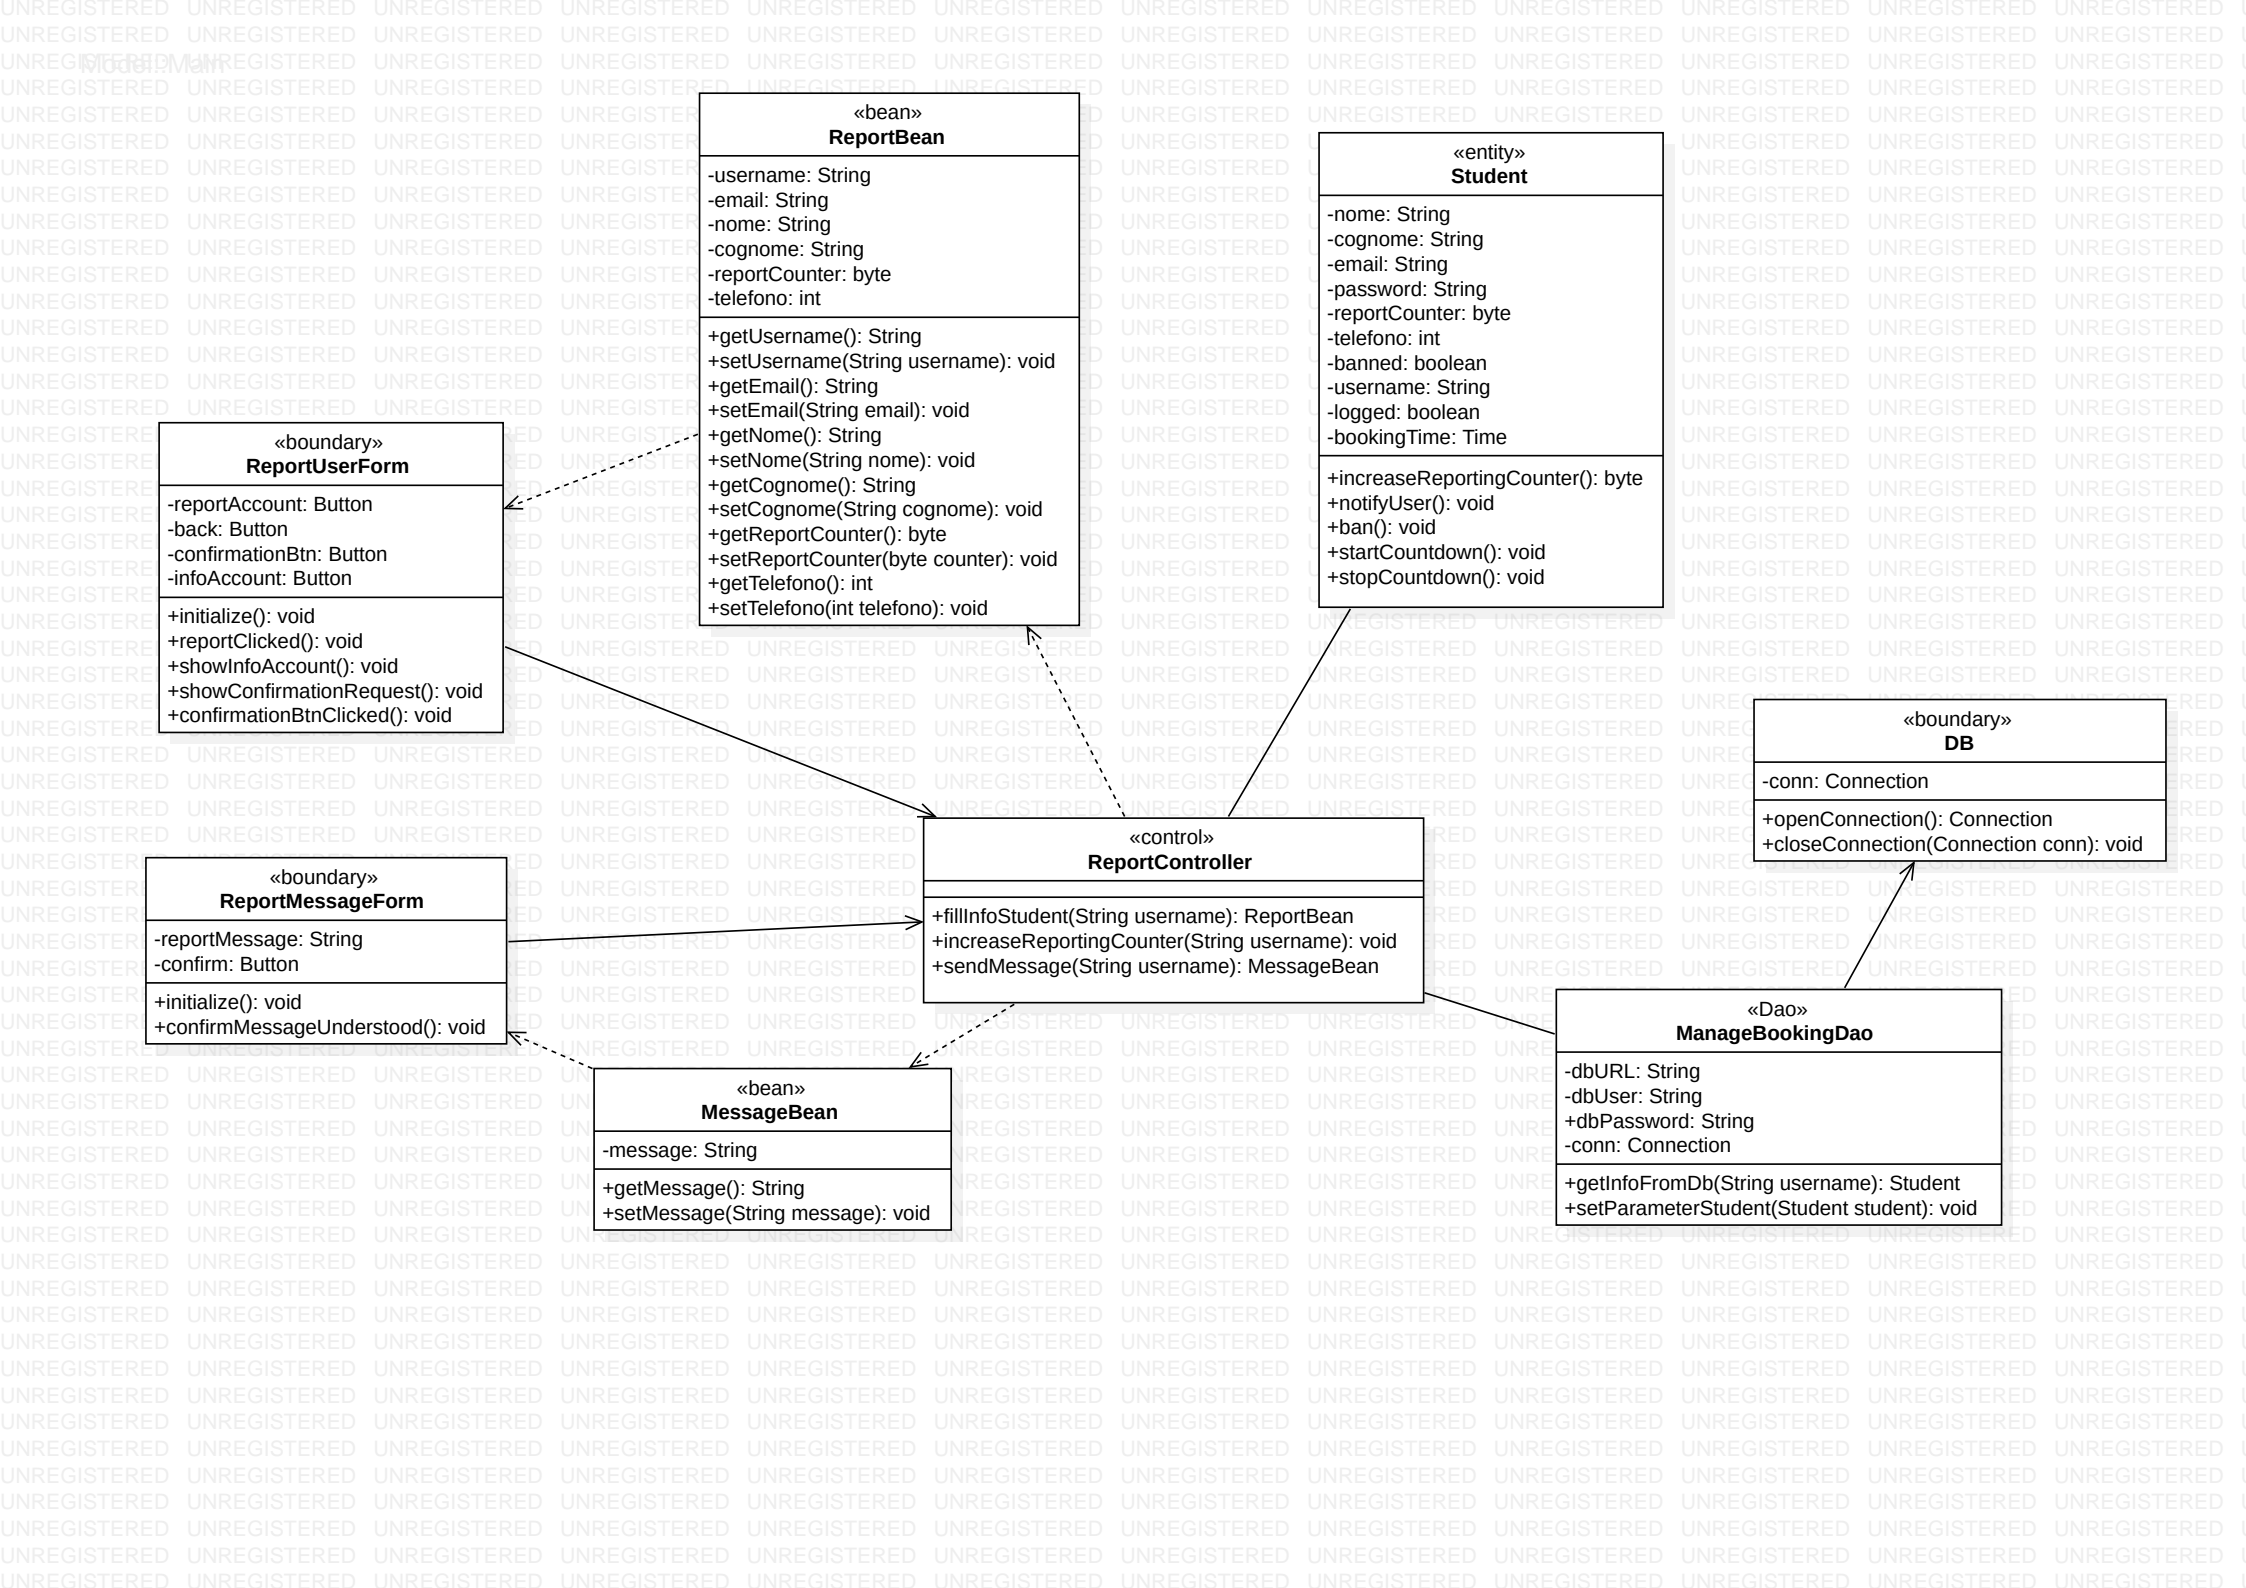 Model::Main
«bean»
ReportBean
-username: String
-email: String
-nome: String
-cognome: String
-reportCounter: byte
-telefono: int
+getUsername(): String
+setUsername(String username): void
+getEmail(): String
+setEmail(String email): void
+getNome(): String
+setNome(String nome): void
+getCognome(): String
+setCognome(String cognome): void
+getReportCounter(): byte
+setReportCounter(byte counter): void
+getTelefono(): int
+setTelefono(int telefono): void
«entity»
Student
-nome: String
-cognome: String
-email: String
-password: String
-reportCounter: byte
-telefono: int
-banned: boolean
-username: String
-logged: boolean
-bookingTime: Time
+increaseReportingCounter(): byte
+notifyUser(): void
+ban(): void
+startCountdown(): void
+stopCountdown(): void
«boundary»
ReportUserForm
-reportAccount: Button
-back: Button
-confirmationBtn: Button
-infoAccount: Button
+initialize(): void
+reportClicked(): void
+showInfoAccount(): void
+showConfirmationRequest(): void
+confirmationBtnClicked(): void
«boundary»
DB
-conn: Connection
+openConnection(): Connection
+closeConnection(Connection conn): void
«control»
ReportController
+fillInfoStudent(String username): ReportBean
+increaseReportingCounter(String username): void
+sendMessage(String username): MessageBean
«boundary»
ReportMessageForm
-reportMessage: String
-confirm: Button
+initialize(): void
+confirmMessageUnderstood(): void
«Dao»
ManageBookingDao
-dbURL: String
-dbUser: String
+dbPassword: String
-conn: Connection
+getInfoFromDb(String username): Student
+setParameterStudent(Student student): void
«bean»
MessageBean
-message: String
+getMessage(): String
+setMessage(String message): void
UNREGISTERED